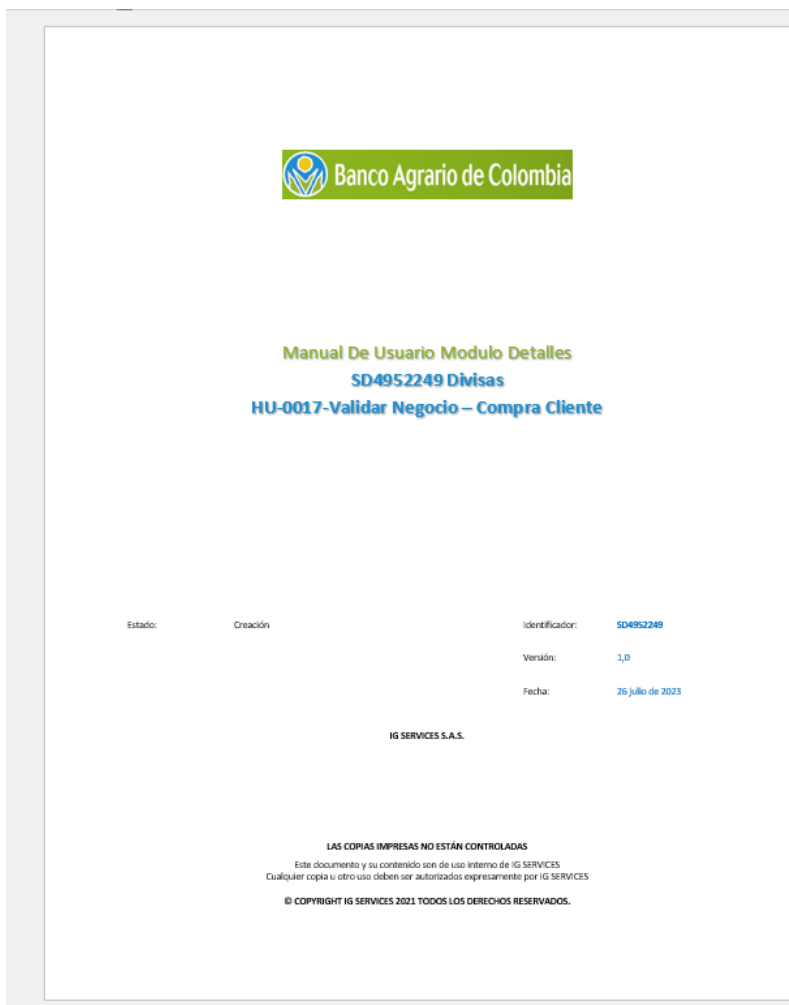 Banco Agrario de Colombia
Manual De Usuario Modulo Detalles
SD4952249 Divisas
HU-0017-Validar Negocio – Compra Cliente
Estado: Creación Identificador: SD4952249
Versión: 1,0
Fecha: 26 julio de 2023
IG SERVICES S.A.S.
LAS COPIAS IMPRESAS NO ESTÁN CONTROLADAS
Este documento y su contenido son de uso interno de IG SERVICES
Cualquier copia u otro uso deben ser autorizados expresamente por IG SERVICES
© COPYRIGHT IG SERVICES 2021 TODOS LOS DERECHOS RESERVADOS.